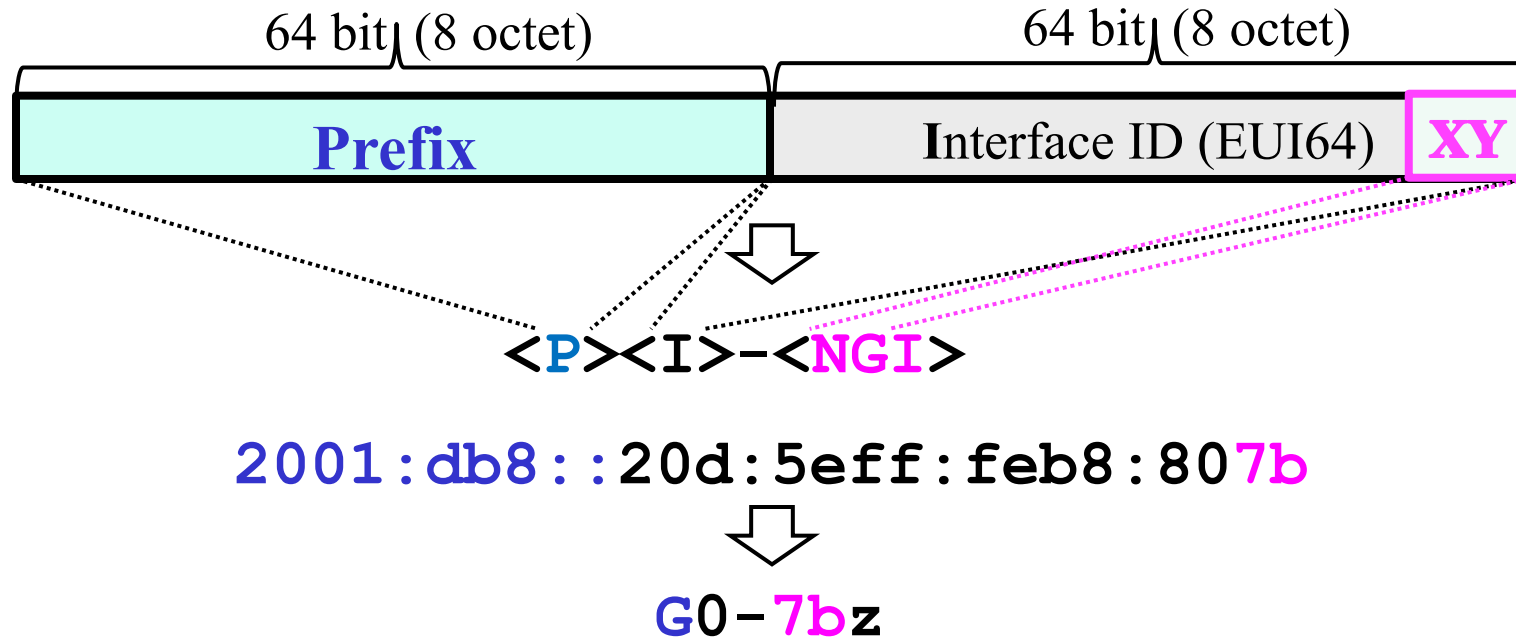 64 bit (8 octet) 64 bit (8 octet)
Prefix Interface ID (EUI64) XY
<P><I>-<NGI>
2001:db8::20d:5eff:feb8:807b
G0-7bz